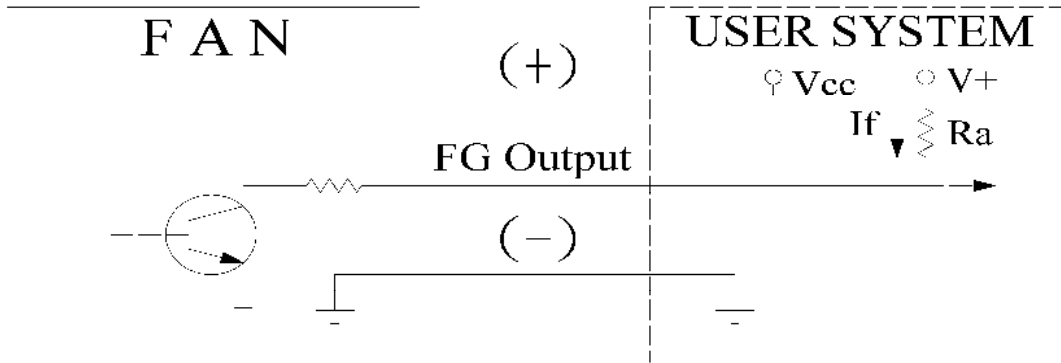 F A N
USER SYSTEM
(+)
Vcc
V+
If
Ra
FG Output
(-)